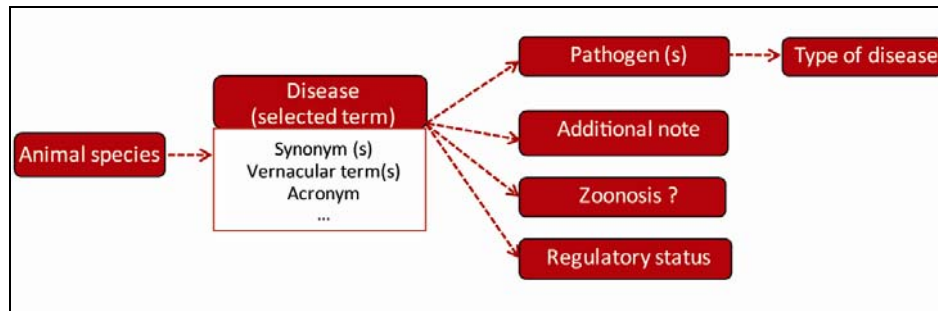 Animal species
Disease
(selected term)
Synonym (s)
Vernacular term(s)
Acronym
...
Pathogen (s)
Type of disease
Additional note
Zoonosis ?
Regulatory status